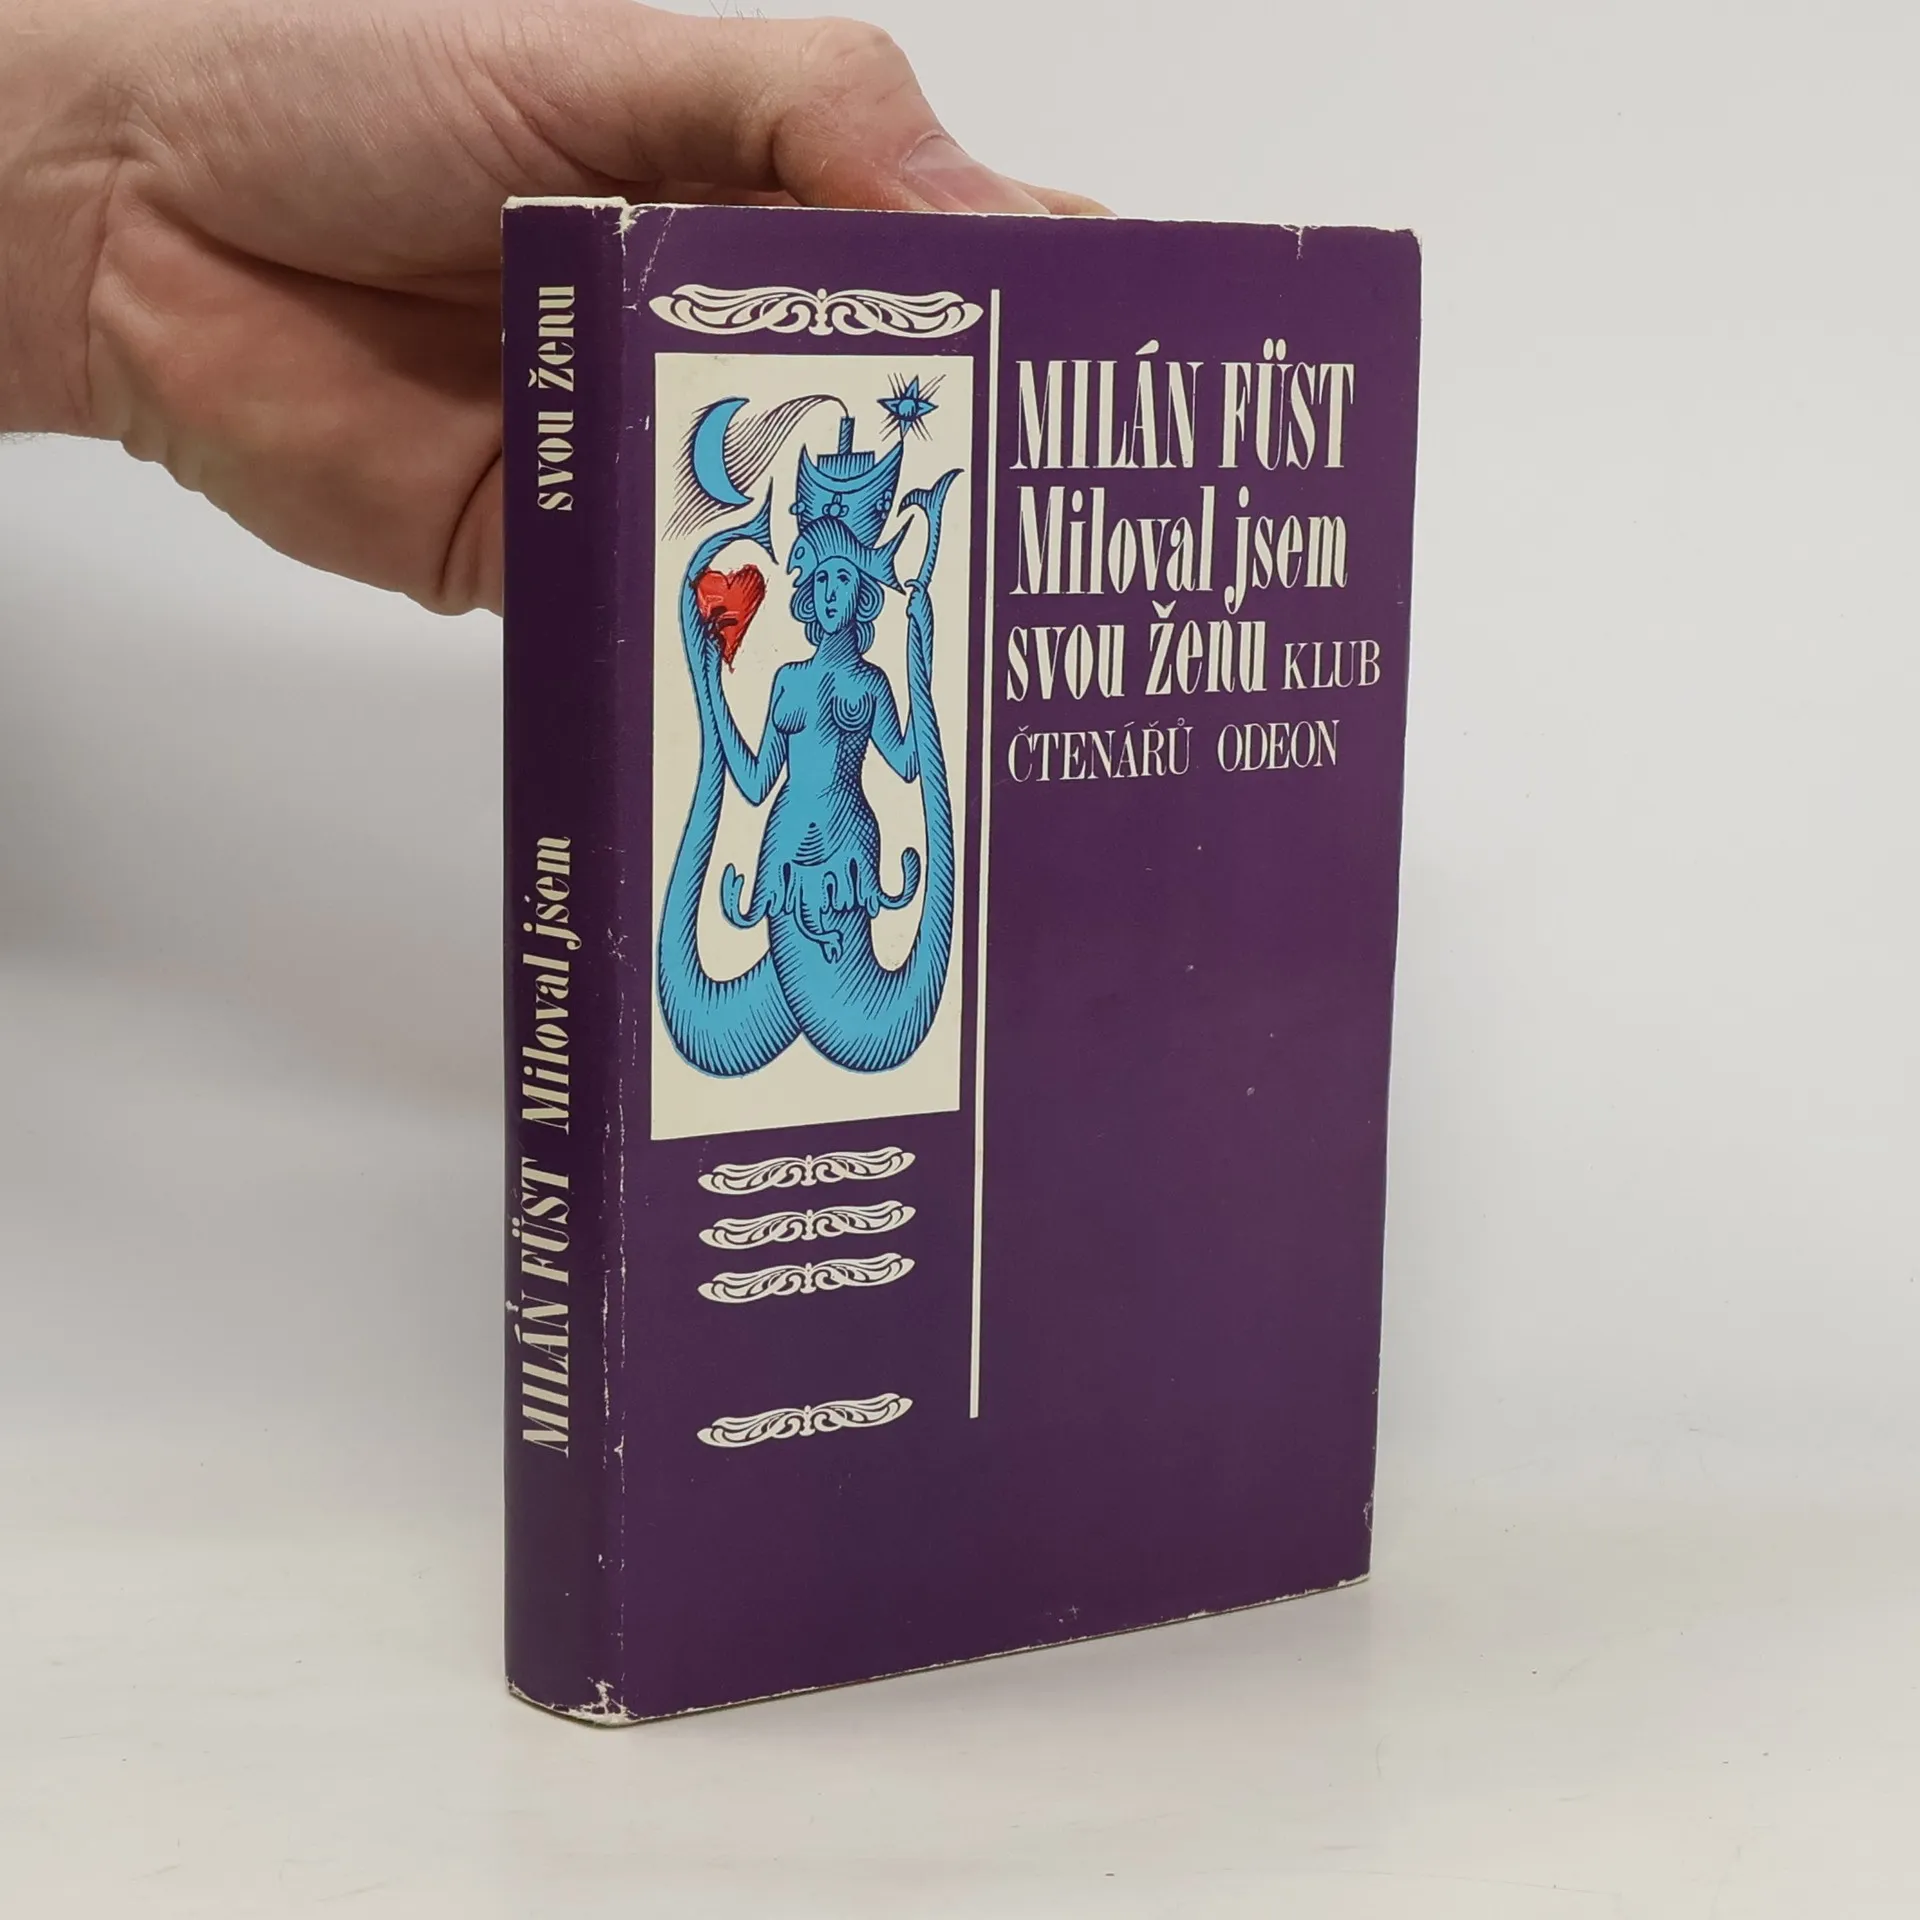 MILÁN FÜST
Miloval jsem
svou ženu KLUB
ČTENÁŘŮ ODEON
MILÁN FÜST Miloval jsem svou ženu